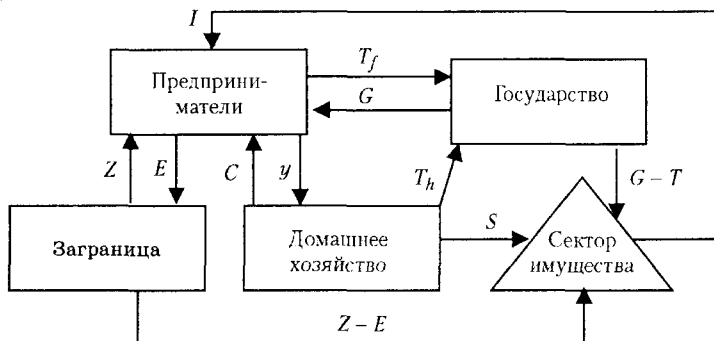 I
Предприни-
матели
T_f
G
Государство
Z
E
C
y
T_h
G – T
Заграница
Домашнее
хозяйство
S
Сектор
имущества
Z – E